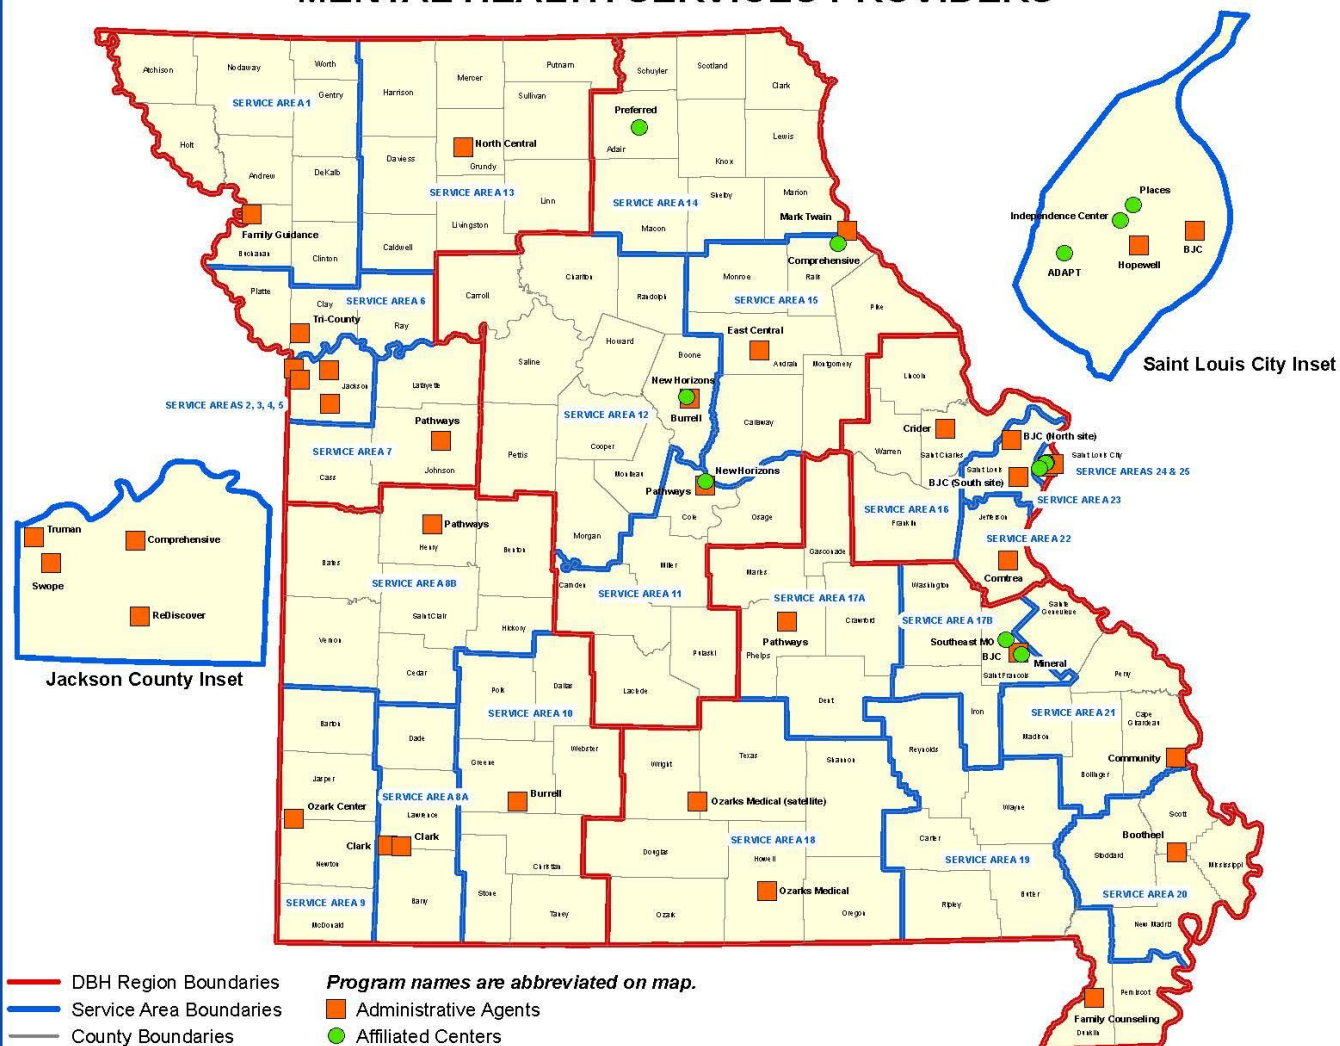 MENTAL HEALTH SERVICES PROVIDERS
Atchison
Nodaway
Worth
Gentry
SERVICE AREA 1
Holt
Andrew
DeKalb
Family Guidance
Buchanan
Clinton
Harrison
Mercer
Putnam
Sullivan
North Central
Grundy
Daviess
SERVICE AREA 13
Linn
Livingston
Caldwell
Schuyler
Scotland
Clark
Preferred
Adair
Lewis
Knox
Shelby
Marion
SERVICE AREA 14
Macon
Mark Twain
Comprehensive
Places
Independence Center
ADAPT
Hopewell
BJC
Saint Louis City Inset
Platte
Clay
SERVICE AREA 6
Tri-County
Ray
Carroll
Chariton
Randolph
Monroe
Ralls
SERVICE AREA 15
Pike
East Central
Audrain
Montgomery
Callaway
Saline
Howard
Boone
New Horizons
Burrell
SERVICE AREA 12
Cooper
Moniteau
Pettis
Morgan
Jackson
SERVICE AREAS 2, 3, 4, 5
Lafayette
Pathways
Johnson
SERVICE AREA 7
Cass
New Horizons
Pathways
Cole
Osage
Lincoln
Crider
Warren
Saint Charles
BJC (North site)
Saint Louis City
Saint Louis
SERVICE AREAS 24 & 25
BJC (South site)
SERVICE AREA 23
SERVICE AREA 16
Franklin
Jefferson
SERVICE AREA 22
Comtrea
Truman
Comprehensive
Swope
ReDiscover
Jackson County Inset
Pathways
Henry
Bates
Benton
SERVICE AREA 8B
Saint Clair
Hickory
Vernon
Cedar
Camden
Miller
SERVICE AREA 11
Pulaski
Laclede
Gasconade
Maries
SERVICE AREA 17A
Crawford
Pathways
Phelps
Dent
Washington
SERVICE AREA 17B
Sainte Genevieve
Southeast MO
BJC
Mineral
Saint Francois
Perry
Iron
SERVICE AREA 21
Madison
Cape Girardeau
Bollinger
Community
Reynolds
Wayne
Barton
Dade
Polk
Dallas
SERVICE AREA 10
Webster
Greene
Jasper
Ozark Center
SERVICE AREA 8A
Lawrence
Burrell
Clark
Clark
Newton
SERVICE AREA 9
McDonald
Barry
Stone
Christian
Taney
Wright
Texas
Shannon
Ozarks Medical (satellite)
SERVICE AREA 18
Douglas
Howell
Ozarks Medical
Ozark
Oregon
Carter
SERVICE AREA 19
Ripley
Butler
Scott
Bootheel
Stoddard
Mississippi
SERVICE AREA 20
New Madrid
Pemiscot
Family Counseling
Dunklin
DBH Region Boundaries
Service Area Boundaries
County Boundaries
Program names are abbreviated on map.
Administrative Agents
Affiliated Centers